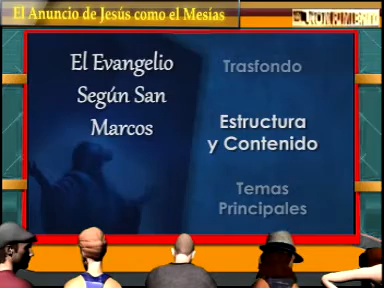 El Anuncio de Jesús como el Mesías
El Evangelio
Según San
Marcos
Trasfondo
Estructura
y Contenido
Temas
Principales